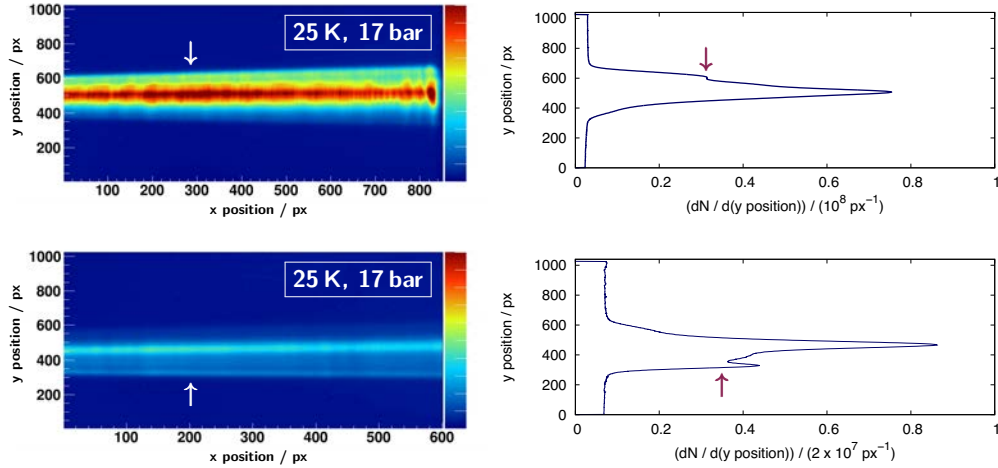 1000
800
600
400
200
25 K, 17 bar
y position / px
100 200 300 400 500 600 700 800
x position / px
1000
800
600
400
200
0
y position / px
0 0.2 0.4 0.6 0.8 1
(dN / d(y position)) / (10⁸ px⁻¹)
1000
800
600
400
200
0
25 K, 17 bar
y position / px
100 200 300 400 500 600
x position / px
1000
800
600
400
200
0
y position / px
0 0.2 0.4 0.6 0.8 1
(dN / d(y position)) / (2 x 10⁷ px⁻¹)